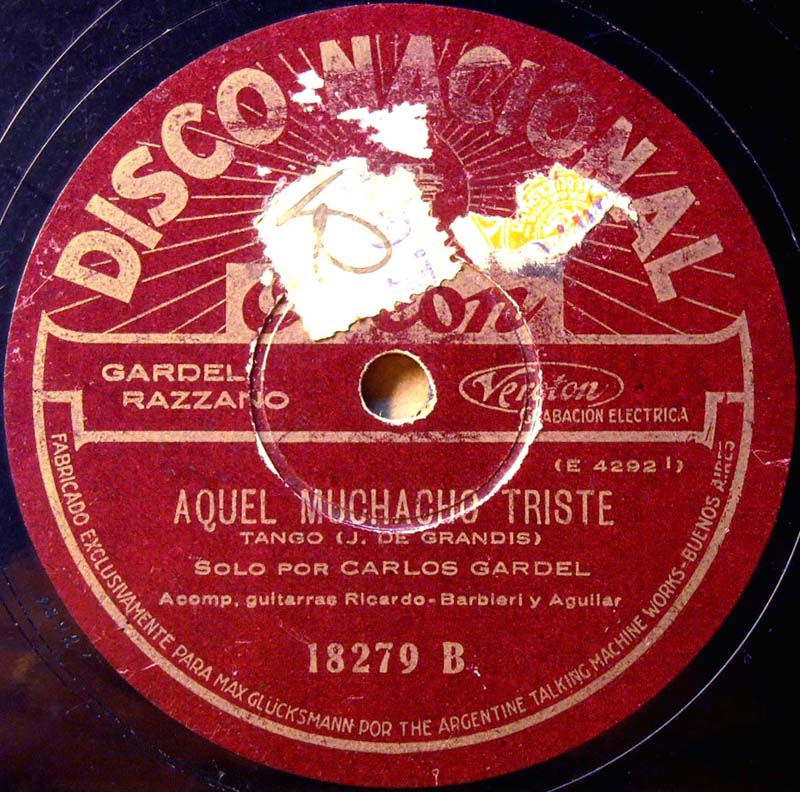 DISCO NACIONAL
GARDEL
RAZZANO
Veroton
GRABACIÓN ELECTRICA
(E 4292 I)
AQUEL MUCHACHO TRISTE
TANGO (J. DE GRANDIS)
SOLO POR CARLOS GARDEL
Acomp. guitarras Ricardo-Barbieri y Aguilar
18279 B
FABRICADO EXCLUSIVAMENTE PARA MAX GLÜCKSMANN POR THE ARGENTINE TALKING MACHINE WORKS-BUENOS AIRES